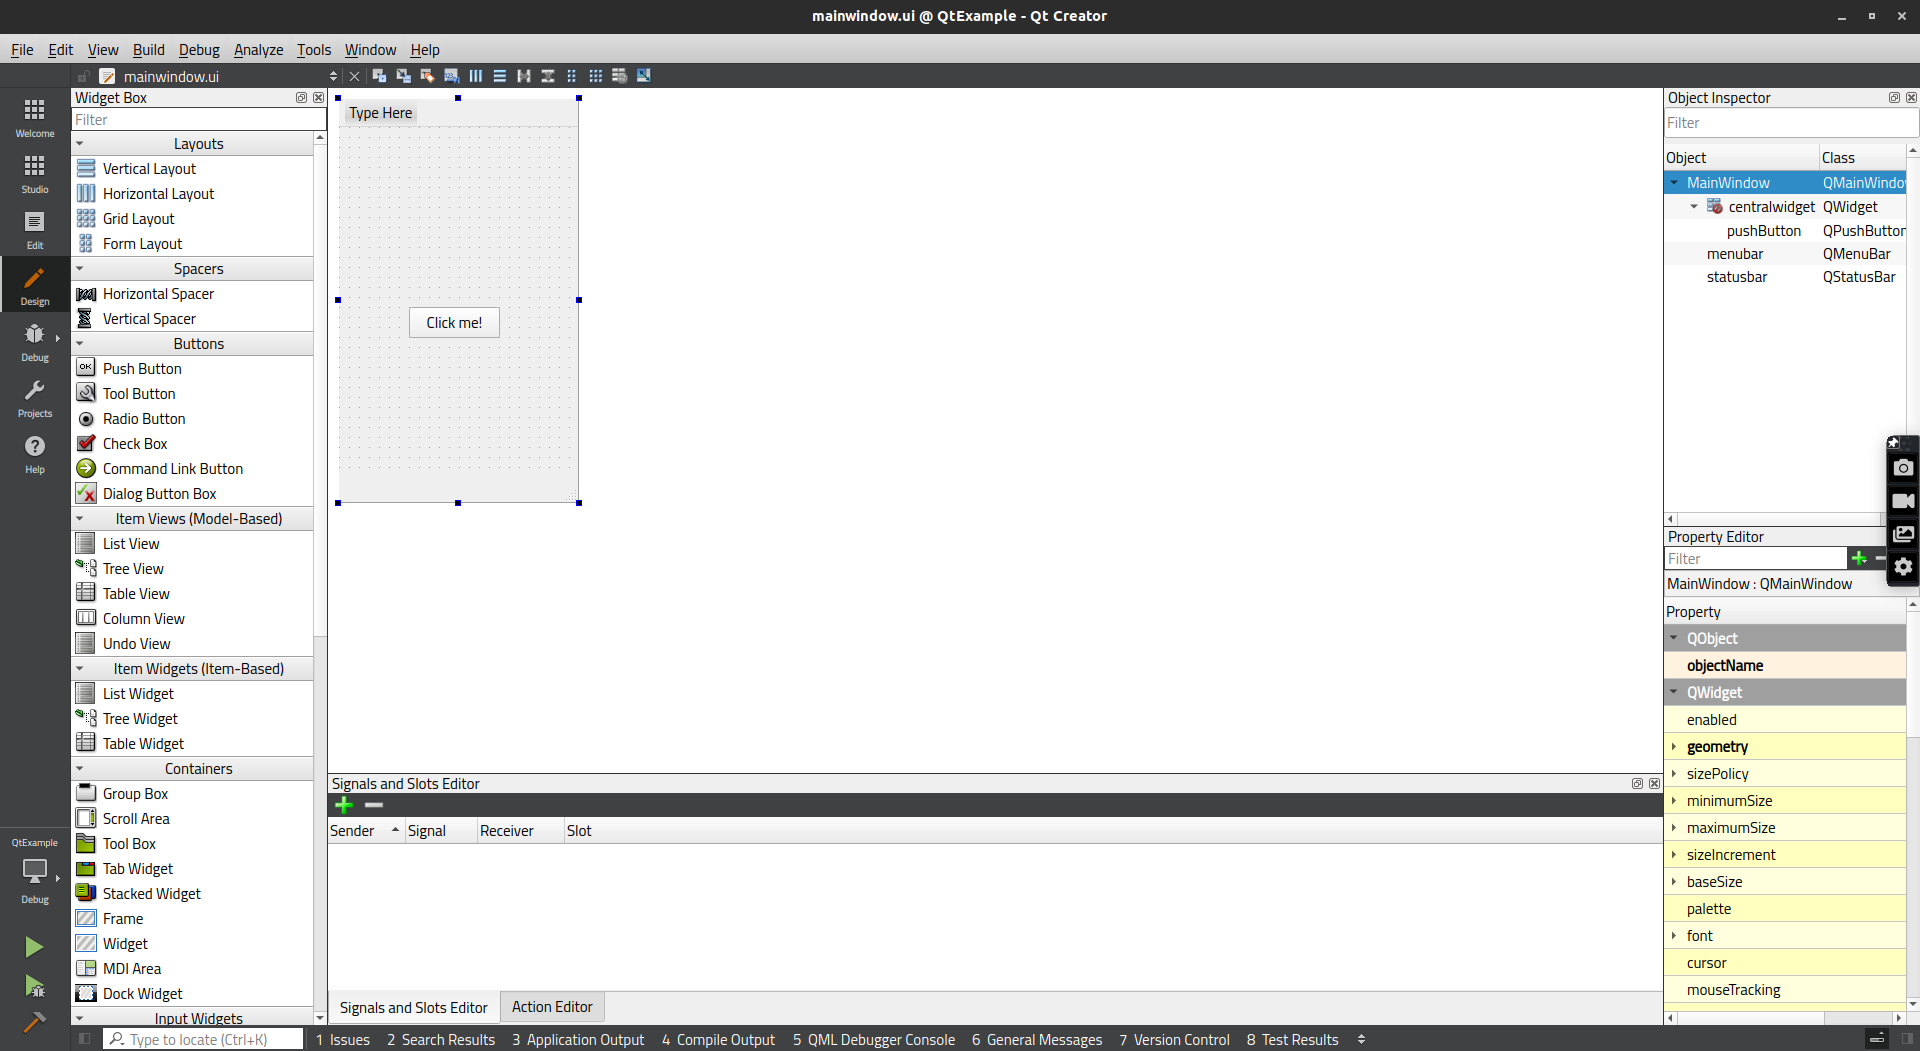 mainwindow.ui @ QtExample - Qt Creator
File Edit View Build Debug Analyze Tools Window Help
mainwindow.ui
Welcome
Studio
Edit
Design
Debug
Projects
Help
QtExample
Debug
Widget Box
Filter
Layouts
Vertical Layout
Horizontal Layout
Grid Layout
Form Layout
Spacers
Horizontal Spacer
Vertical Spacer
Buttons
OK Push Button
Tool Button
Radio Button
Check Box
Command Link Button
Dialog Button Box
Item Views (Model-Based)
List View
Tree View
Table View
Column View
Undo View
Item Widgets (Item-Based)
List Widget
Tree Widget
Table Widget
Containers
Group Box
Scroll Area
Tool Box
Tab Widget
Stacked Widget
Frame
Widget
MDI Area
Dock Widget
Input Widgets
Type Here
Click me!
Signals and Slots Editor
Sender Signal Receiver Slot
Signals and Slots Editor Action Editor
Object Inspector
Filter
Object Class
MainWindow QMainWindo
centralwidget QWidget
pushButton QPushButton
menubar QMenuBar
statusbar QStatusBar
Property Editor
Filter
MainWindow : QMainWindow
Property
QObject
objectName
QWidget
enabled
geometry
sizePolicy
minimumSize
maximumSize
sizeIncrement
baseSize
palette
font
cursor
mouseTracking
Type to locate (Ctrl+K) 1 Issues 2 Search Results 3 Application Output 4 Compile Output 5 QML Debugger Console 6 General Messages 7 Version Control 8 Test Results